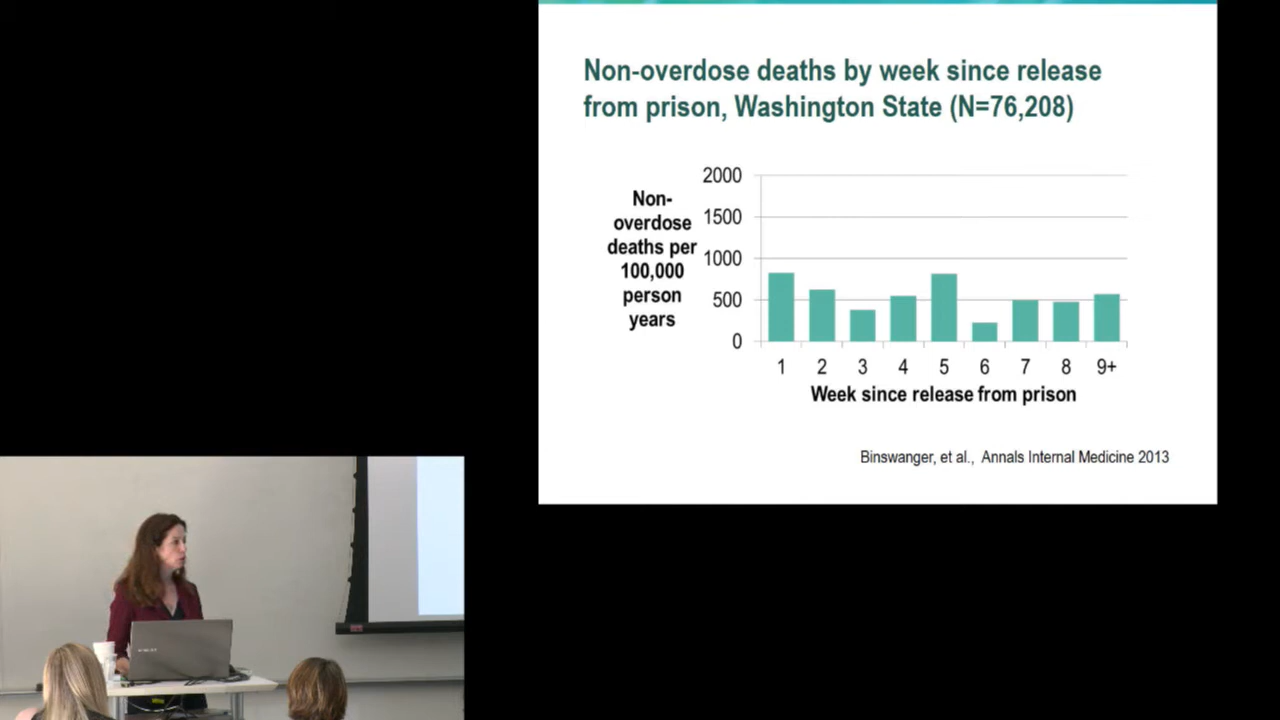 Non-overdose deaths by week since release
from prison, Washington State (N=76,208)
Non-
overdose
deaths per
100,000
person
years
2000
1500
1000
500
0
1 2 3 4 5 6 7 8 9+
Week since release from prison
Binswanger, et al., Annals Internal Medicine 2013